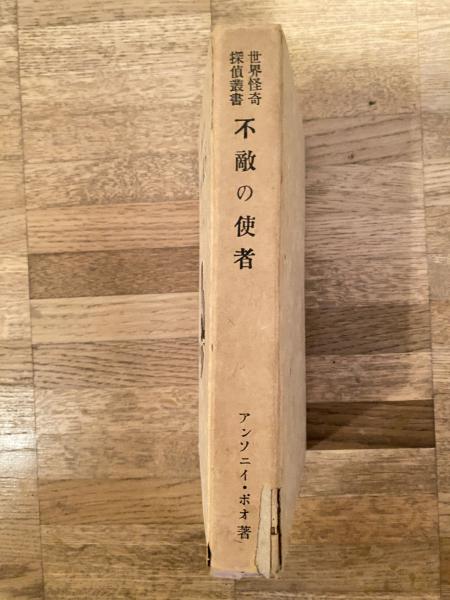 世界怪奇
探偵叢書
不敵の使者
アンソニイ・ボオ著